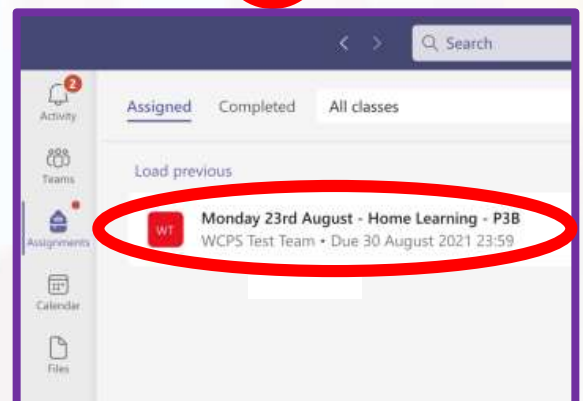 Search
2
Activity
Assigned Completed All classes
Teams
Load previous
Assignments
WT
Monday 23rd August - Home Learning - P3B
WCPS Test Team • Due 30 August 2021 23:59
Calendar
Files